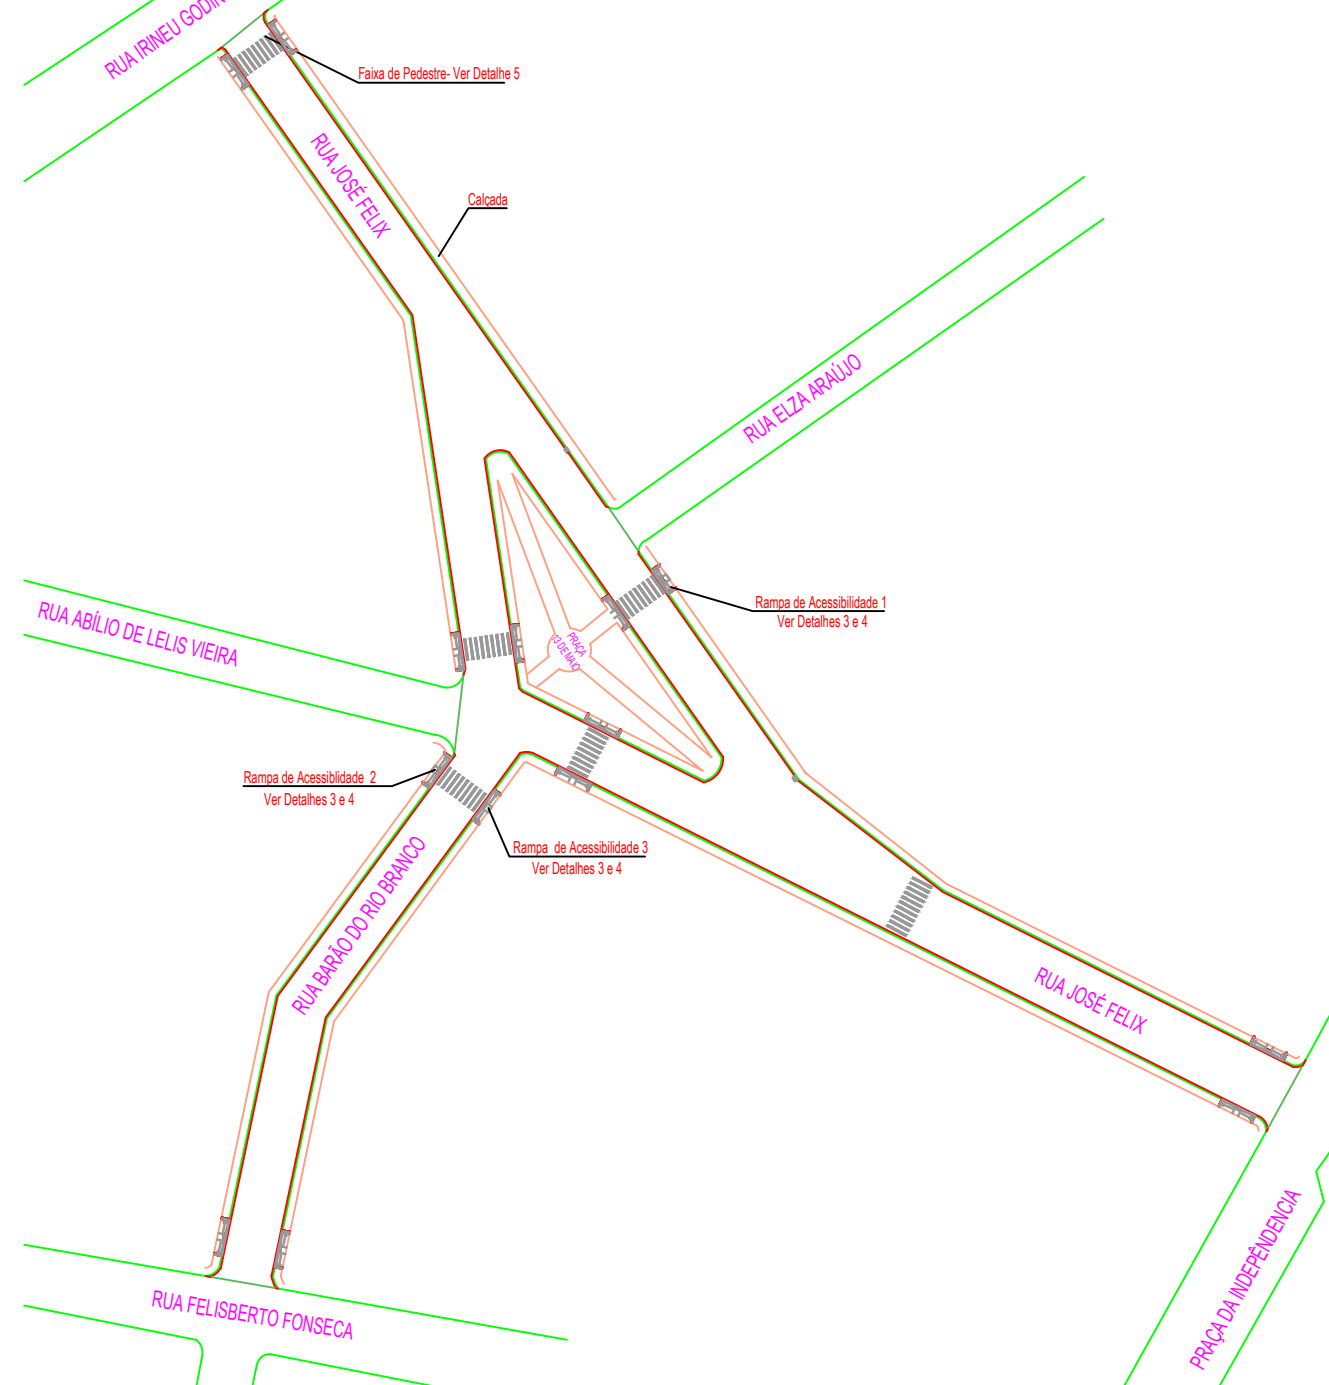 RUA IRINEU GODIN
Faixa de Pedestre- Ver Detalhe 5
RUA JOSÉ FELIX
Calçada
RUA ELZA ARAÚJO
Rampa de Acessibilidade 1
Ver Detalhes 3 e 4
RUA ABÍLIO DE LELIS VIEIRA
PRAÇA
13 DE MAIO
Rampa de Acessiblidade 2
Ver Detalhes 3 e 4
Rampa de Acessibilidade 3
Ver Detalhes 3 e 4
RUA BARÃO DO RIO BRANCO
RUA JOSÉ FELIX
PRAÇA DA INDEPÊNDENCIA
RUA FELISBERTO FONSECA